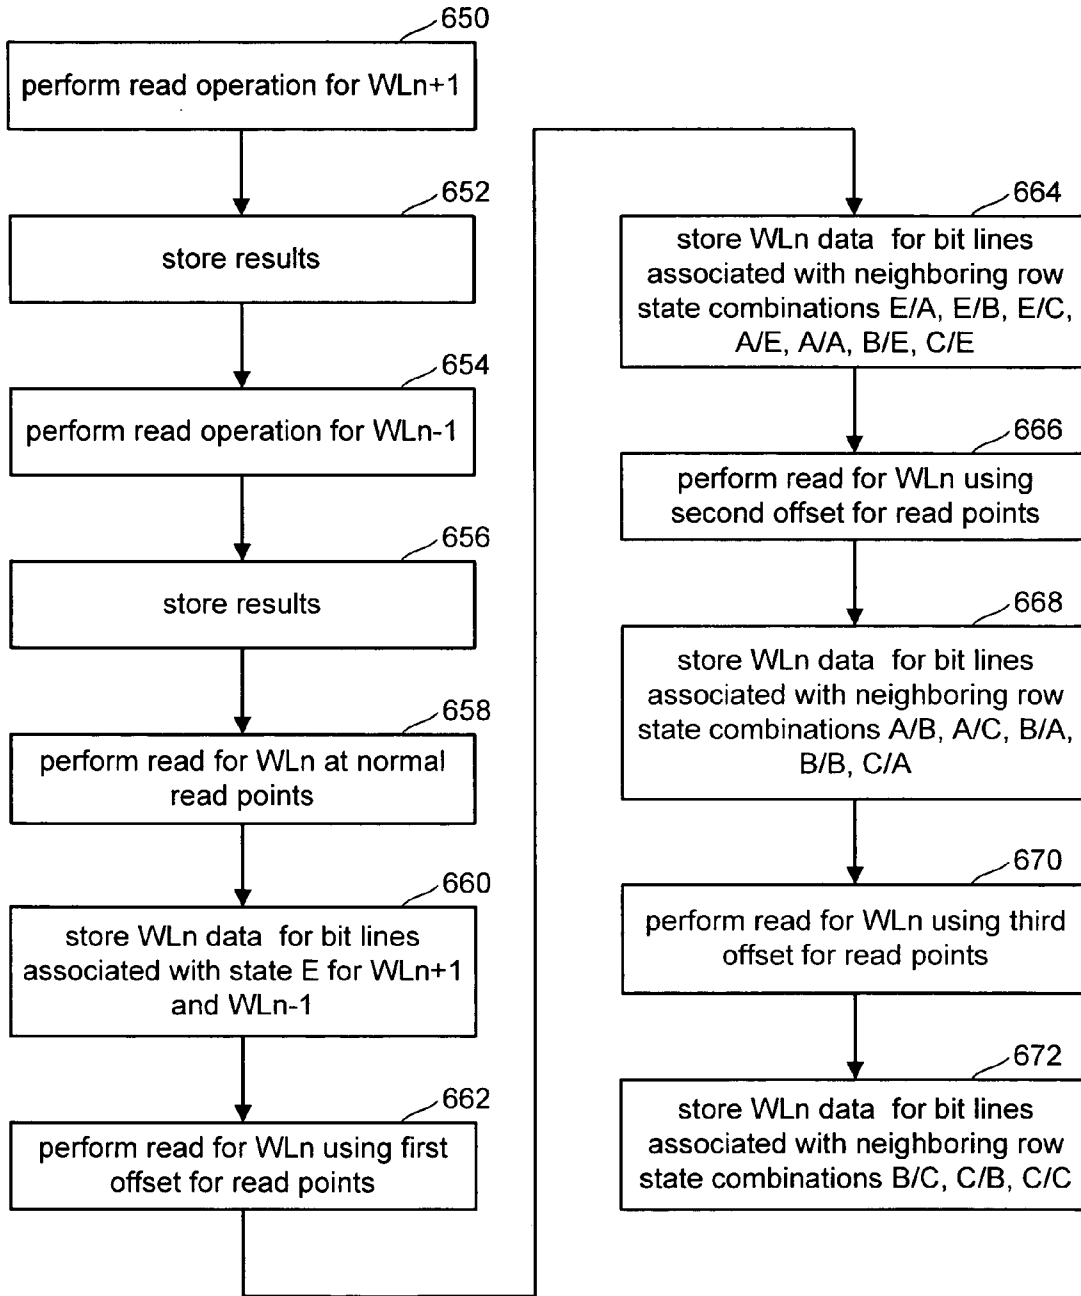 650
perform read operation for WLn+1
652
store results
654
perform read operation for WLn-1
656
store results
658
perform read for WLn at normal
read points
660
store WLn data for bit lines
associated with state E for WLn+1
and WLn-1
662
perform read for WLn using first
offset for read points
664
store WLn data for bit lines
associated with neighboring row
state combinations E/A, E/B, E/C,
A/E, A/A, B/E, C/E
666
perform read for WLn using
second offset for read points
668
store WLn data for bit lines
associated with neighboring row
state combinations A/B, A/C, B/A,
B/B, C/A
670
perform read for WLn using third
offset for read points
672
store WLn data for bit lines
associated with neighboring row
state combinations B/C, C/B, C/C